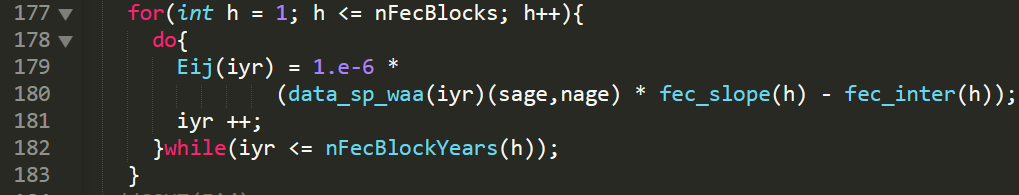 177 for(int h = 1; h <= nFecBlocks; h++){
178 do{
179 Eij(iyr) = 1.e-6 *
180 (data_sp_waa(iyr)(sage,nage) * fec_slope(h) - fec_inter(h));
181 iyr ++;
182 }while(iyr <= nFecBlockYears(h));
183 }